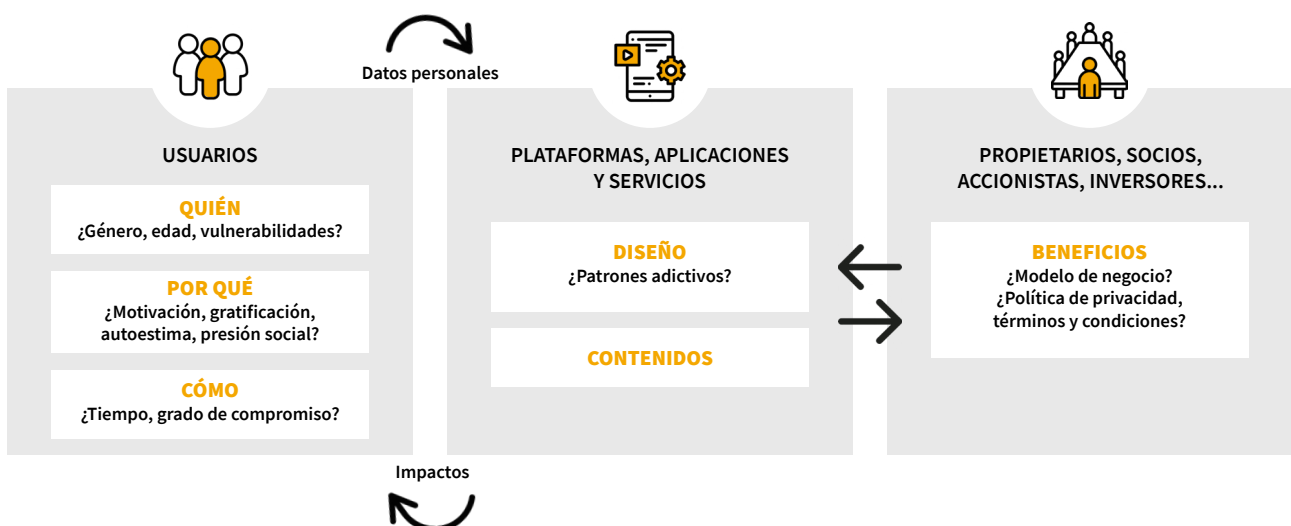 Datos personales
USUARIOS
QUIÉN
¿Género, edad, vulnerabilidades?
POR QUÉ
¿Motivación, gratificación,
autoestima, presión social?
CÓMO
¿Tiempo, grado de compromiso?
PLATAFORMAS, APLICACIONES
Y SERVICIOS
DISEÑO
¿Patrones adictivos?
CONTENIDOS
PROPIETARIOS, SOCIOS,
ACCIONISTAS, INVERSORES...
BENEFICIOS
¿Modelo de negocio?
¿Política de privacidad,
términos y condiciones?
Impactos